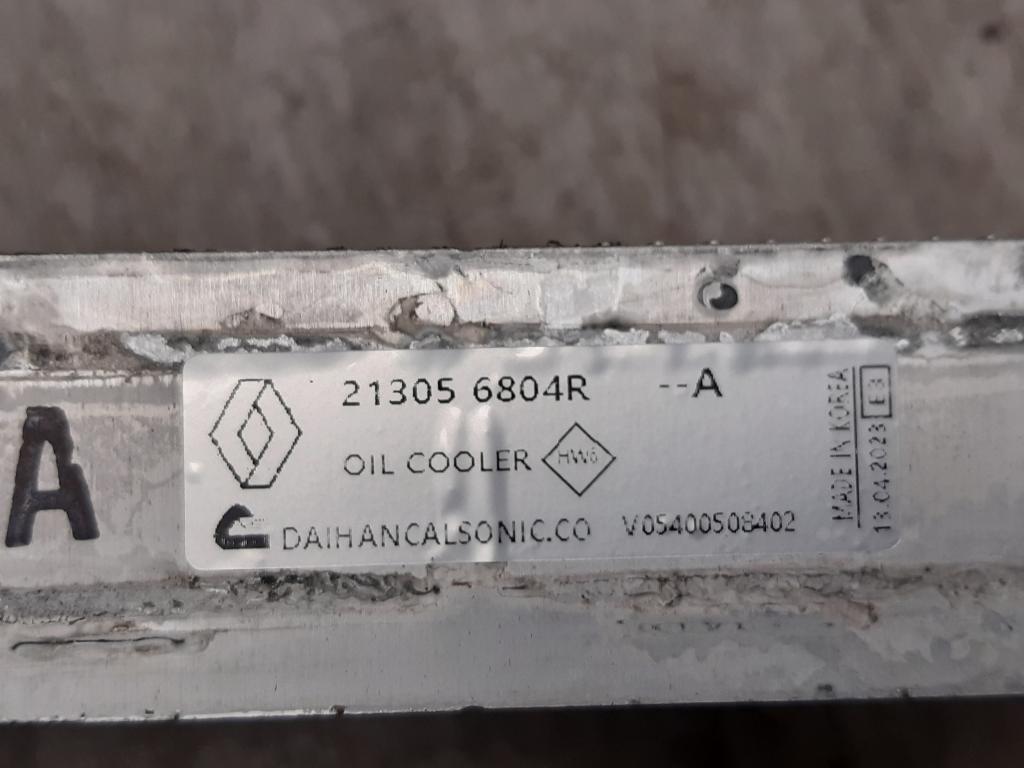 A
21305 6804R --A
OIL COOLER HW6
DAIHANCALSONIC.CO V05400508402
MADE IN KOREA
13.04.2023 E3